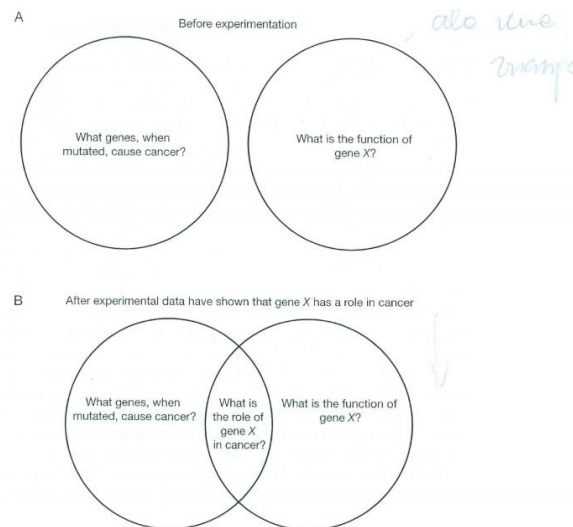 A
Before experimentation
What genes, when
mutated, cause cancer?
What is the function of
gene X?
B
After experimental data have shown that gene X has a role in cancer
What genes, when
mutated, cause cancer?
What is
the role of
gene X
in cancer?
What is the function of
gene X?